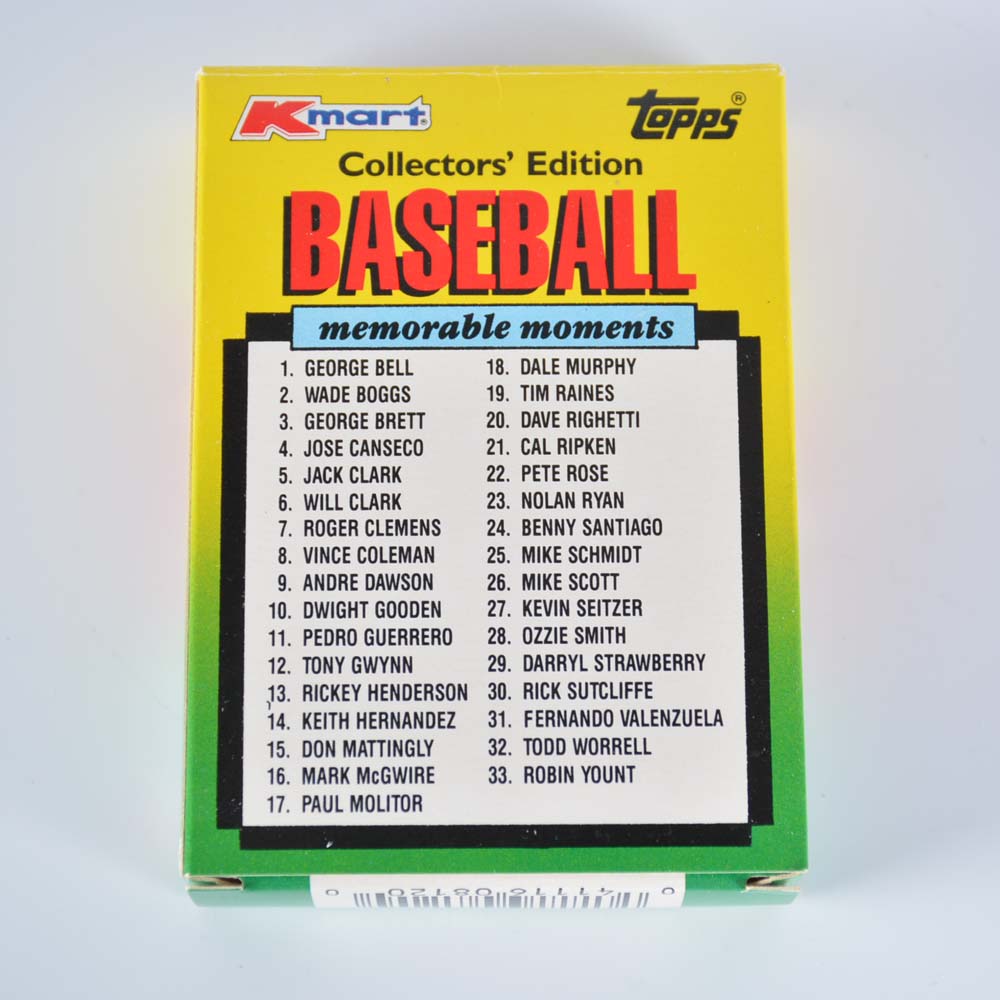 Kmart®
TOPPS®
Collectors' Edition
BASEBALL
memorable moments
1. GEORGE BELL
2. WADE BOGGS
3. GEORGE BRETT
4. JOSE CANSECO
5. JACK CLARK
6. WILL CLARK
7. ROGER CLEMENS
8. VINCE COLEMAN
9. ANDRE DAWSON
10. DWIGHT GOODEN
11. PEDRO GUERRERO
12. TONY GWYNN
13. RICKEY HENDERSON
14. KEITH HERNANDEZ
15. DON MATTINGLY
16. MARK McGWIRE
17. PAUL MOLITOR
18. DALE MURPHY
19. TIM RAINES
20. DAVE RIGHETTI
21. CAL RIPKEN
22. PETE ROSE
23. NOLAN RYAN
24. BENNY SANTIAGO
25. MIKE SCHMIDT
26. MIKE SCOTT
27. KEVIN SEITZER
28. OZZIE SMITH
29. DARRYL STRAWBERRY
30. RICK SUTCLIFFE
31. FERNANDO VALENZUELA
32. TODD WORRELL
33. ROBIN YOUNT
0 41116 08120 0